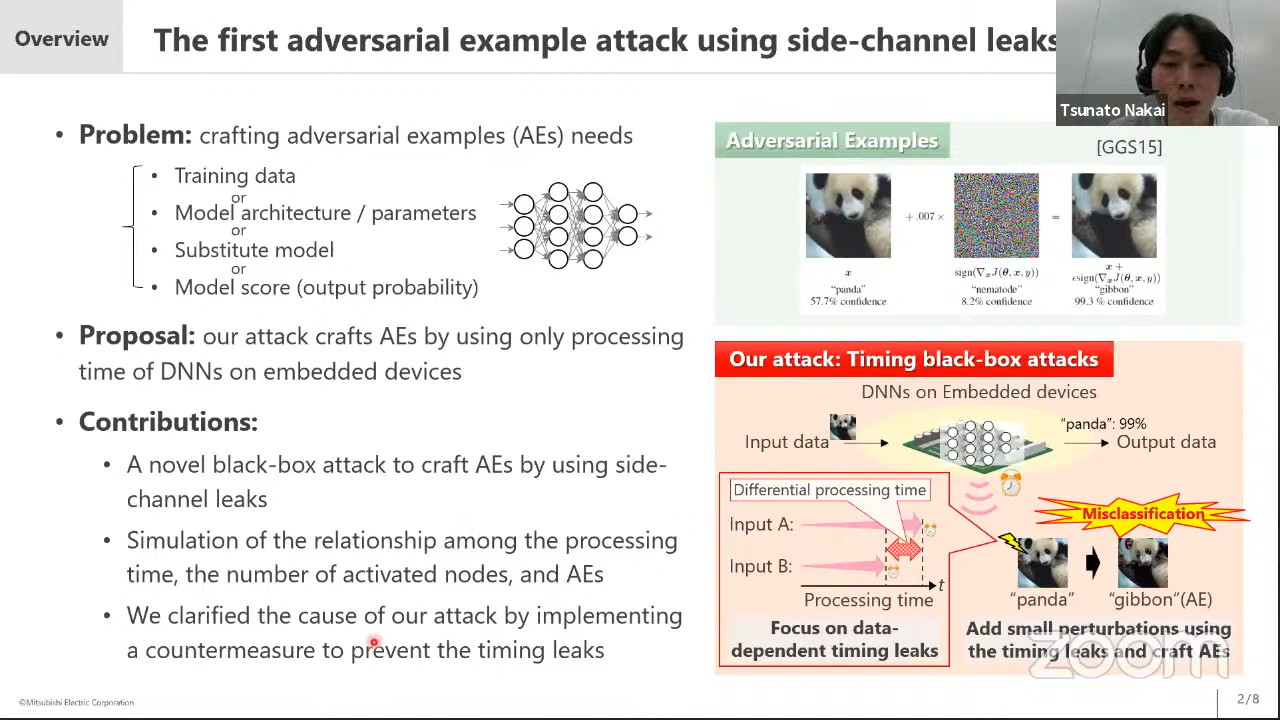 Overview
The first adversarial example attack using side-channel leaks
Tsunato Nakai
• Problem: crafting adversarial examples (AEs) needs
• Training data
or
• Model architecture / parameters
or
• Substitute model
or
• Model score (output probability)
• Proposal: our attack crafts AEs by using only processing
time of DNNs on embedded devices
• Contributions:
• A novel black-box attack to craft AEs by using side-
channel leaks
• Simulation of the relationship among the processing
time, the number of activated nodes, and AEs
• We clarified the cause of our attack by implementing
a countermeasure to prevent the timing leaks
Adversarial Examples
[GGS15]
+ .007 ×
=
x
"panda"
57.7% confidence
sign(∇ₓJ(θ, x, y))
"nematode"
8.2% confidence
x +
ϵsign(∇ₓJ(θ, x, y))
"gibbon"
99.3 % confidence
Our attack: Timing black-box attacks
DNNs on Embedded devices
Input data
"panda": 99%
Output data
Differential processing time
Input A:
Input B:
t
Processing time
Focus on data-
dependent timing leaks
Misclassification
"panda"
"gibbon"(AE)
Add small perturbations using
the timing leaks and craft AEs
zoom
©Mitsubishi Electric Corporation
2/8